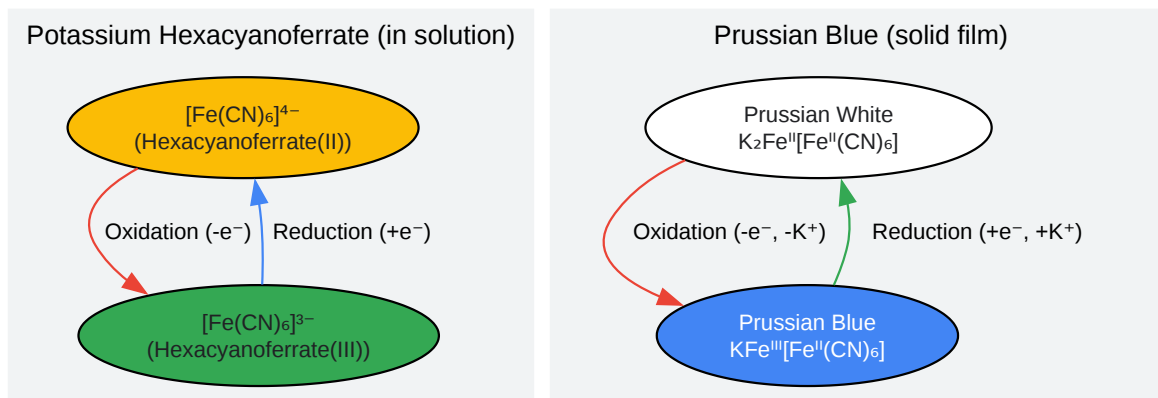 Potassium Hexacyanoferrate (in solution)
[Fe(CN)₆]⁴⁻
(Hexacyanoferrate(II))
Oxidation (-e⁻)
Reduction (+e⁻)
[Fe(CN)₆]³⁻
(Hexacyanoferrate(III))
Prussian Blue (solid film)
Prussian White
K₂Feᴵᴵ[Feᴵᴵ(CN)₆]
Oxidation (-e⁻, -K⁺)
Reduction (+e⁻, +K⁺)
Prussian Blue
KFeᴵᴵᴵ[Feᴵᴵ(CN)₆]